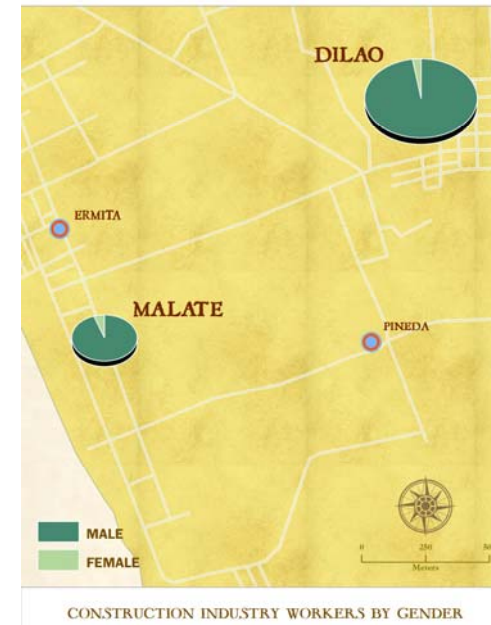 DILAO
ERMITA
MALATE
PINEDA
MALE
FEMALE
0 250
Meters
CONSTRUCTION INDUSTRY WORKERS BY GENDER